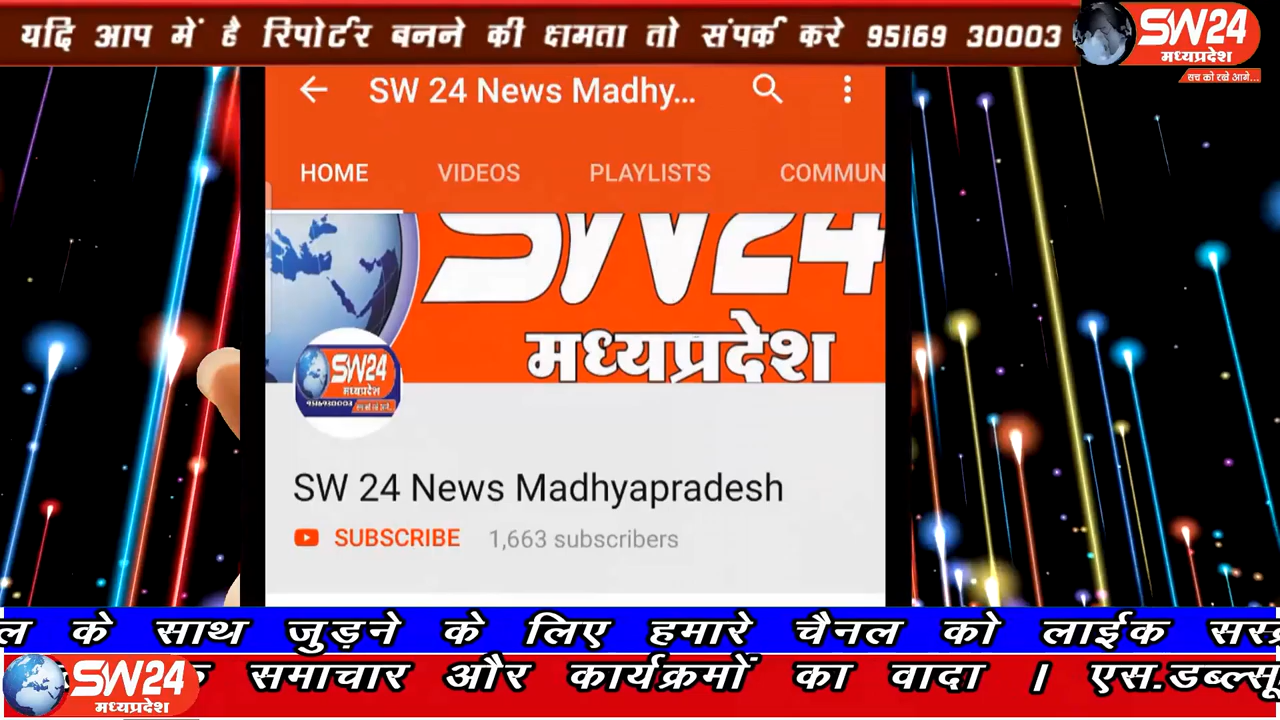 यदि आप में है रिपोर्टर बनने की क्षमता तो संपर्क करे 95169 30003
SW24
मध्यप्रदेश
सच को रखे आगे...
SW 24 News Madhy...
HOME VIDEOS PLAYLISTS COMMUN
SW24
मध्यप्रदेश
SW24
मध्यप्रदेश
9516930003
SW 24 News Madhyapradesh
SUBSCRIBE 1,663 subscribers
ल के साथ जुड़ने के लिए हमारे चैनल को लाईक
समाचार और कार्यक्रमों का वादा । एस.डब्ल्सू
SW24
मध्यप्रदेश